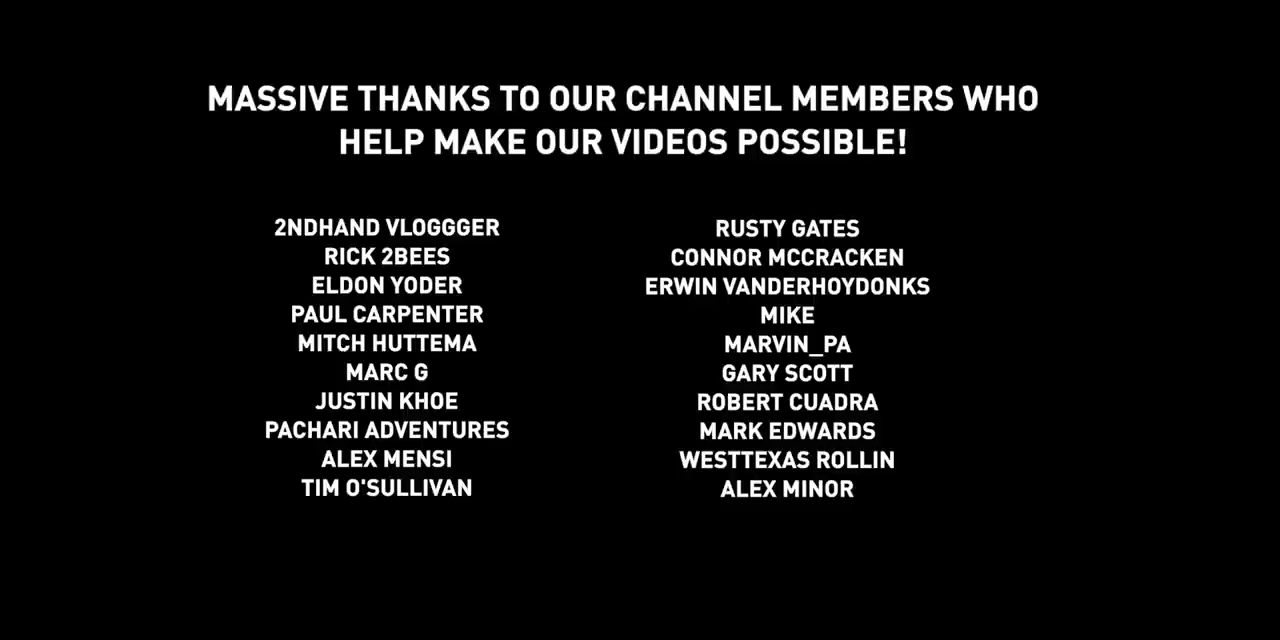 MASSIVE THANKS TO OUR CHANNEL MEMBERS WHO
HELP MAKE OUR VIDEOS POSSIBLE!
2NDHAND VLOGGGER
RICK 2BEES
ELDON YODER
PAUL CARPENTER
MITCH HUTTEMA
MARC G
JUSTIN KHOE
PACHARI ADVENTURES
ALEX MENSI
TIM O'SULLIVAN
RUSTY GATES
CONNOR MCCRACKEN
ERWIN VANDERHOYDONKS
MIKE
MARVIN_PA
GARY SCOTT
ROBERT CUADRA
MARK EDWARDS
WESTTEXAS ROLLIN
ALEX MINOR